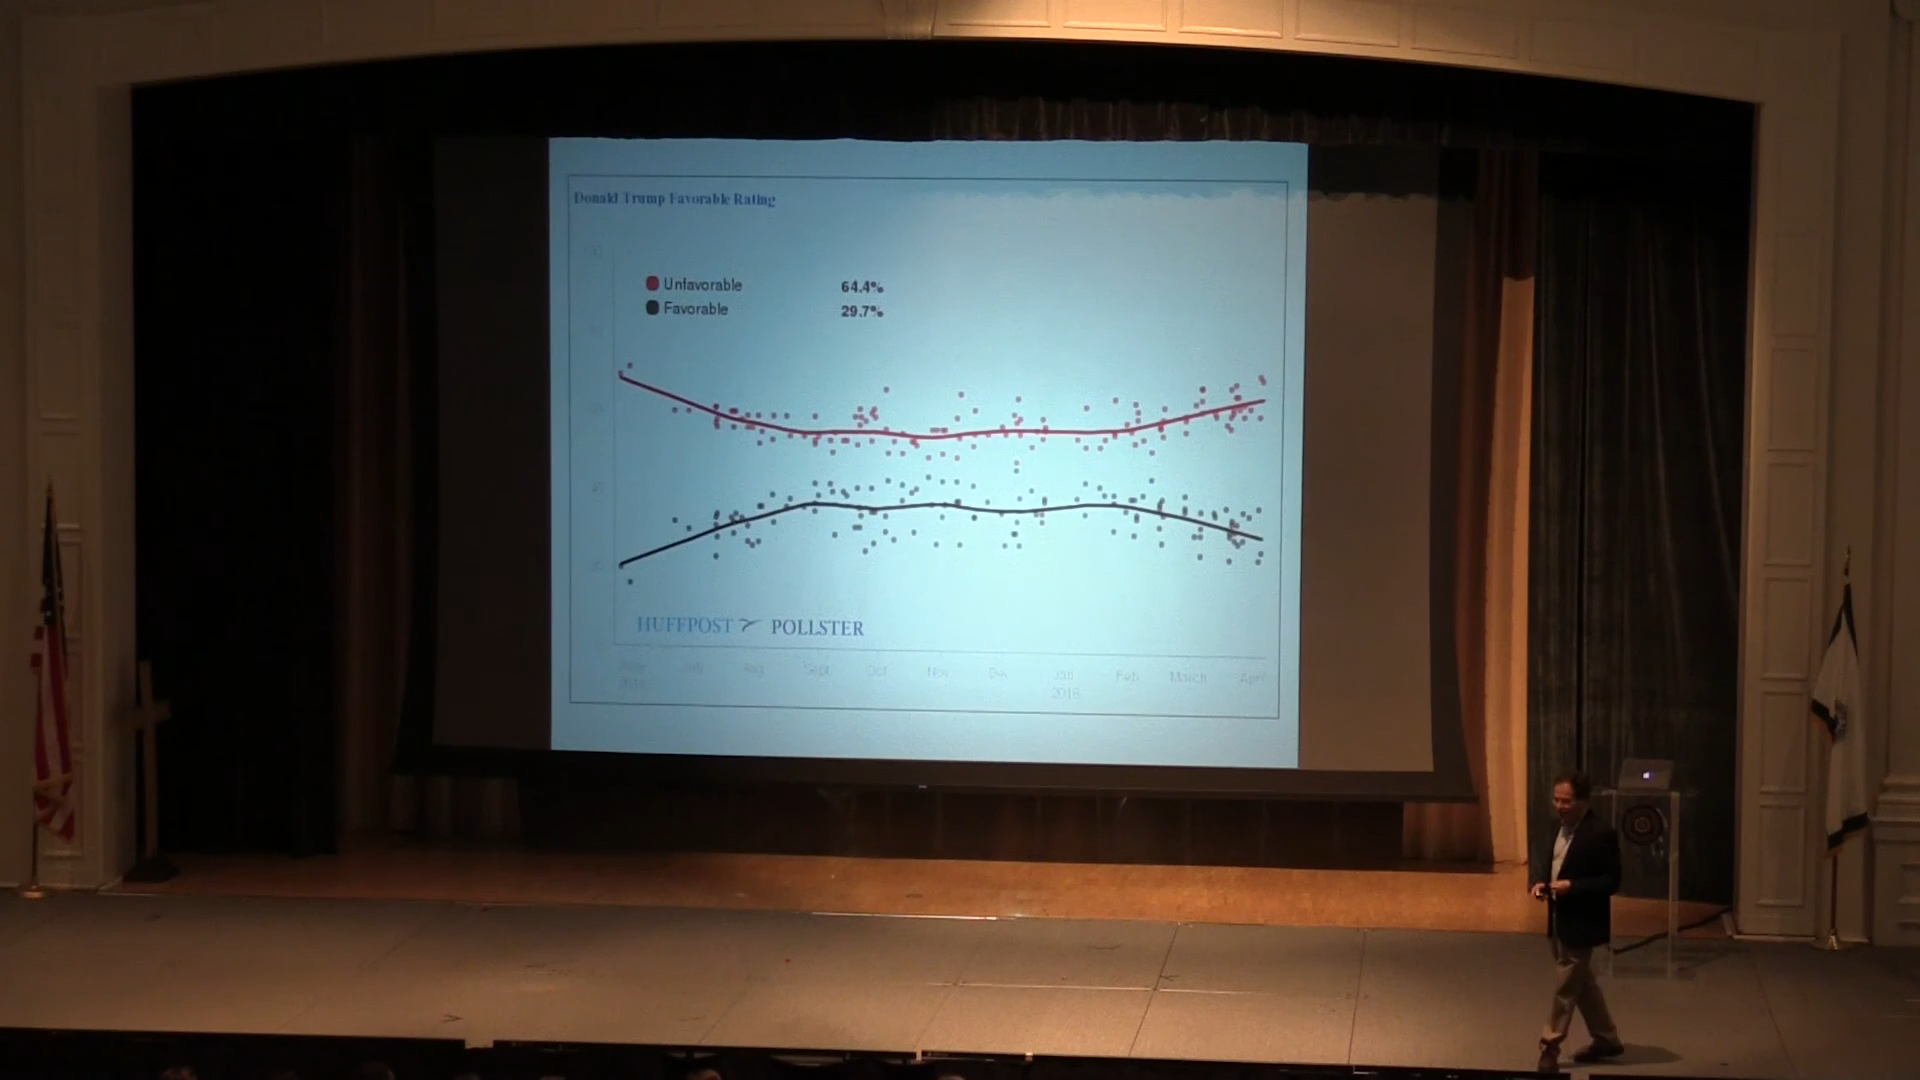 Donald Trump Favorable Rating
Unfavorable 64.4%
Favorable 29.7%
HUFFPOST POLLSTER
July Aug Sept Oct Nov Jan Feb March April